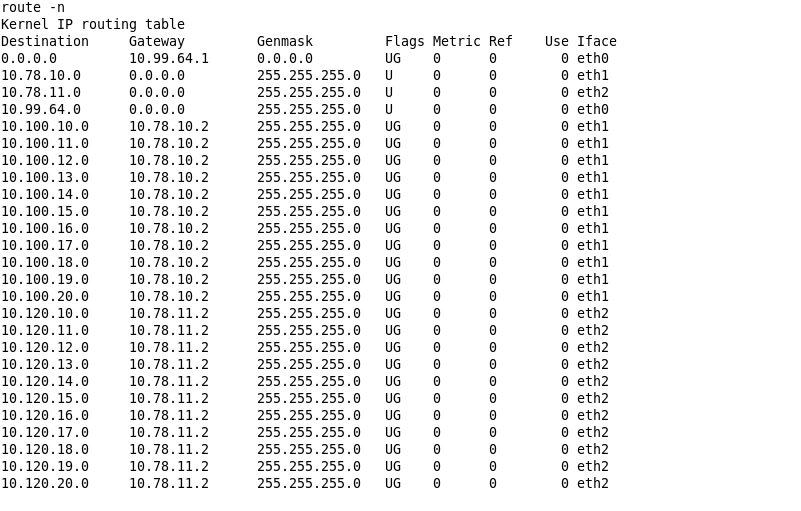 route -n
Kernel IP routing table
Destination     Gateway         Genmask         Flags Metric Ref    Use Iface
0.0.0.0         10.99.64.1      0.0.0.0         UG    0      0        0 eth0
10.78.10.0      0.0.0.0         255.255.255.0   U     0      0        0 eth1
10.78.11.0      0.0.0.0         255.255.255.0   U     0      0        0 eth2
10.99.64.0      0.0.0.0         255.255.255.0   U     0      0        0 eth0
10.100.10.0     10.78.10.2      255.255.255.0   UG    0      0        0 eth1
10.100.11.0     10.78.10.2      255.255.255.0   UG    0      0        0 eth1
10.100.12.0     10.78.10.2      255.255.255.0   UG    0      0        0 eth1
10.100.13.0     10.78.10.2      255.255.255.0   UG    0      0        0 eth1
10.100.14.0     10.78.10.2      255.255.255.0   UG    0      0        0 eth1
10.100.15.0     10.78.10.2      255.255.255.0   UG    0      0        0 eth1
10.100.16.0     10.78.10.2      255.255.255.0   UG    0      0        0 eth1
10.100.17.0     10.78.10.2      255.255.255.0   UG    0      0        0 eth1
10.100.18.0     10.78.10.2      255.255.255.0   UG    0      0        0 eth1
10.100.19.0     10.78.10.2      255.255.255.0   UG    0      0        0 eth1
10.100.20.0     10.78.10.2      255.255.255.0   UG    0      0        0 eth1
10.120.10.0     10.78.11.2      255.255.255.0   UG    0      0        0 eth2
10.120.11.0     10.78.11.2      255.255.255.0   UG    0      0        0 eth2
10.120.12.0     10.78.11.2      255.255.255.0   UG    0      0        0 eth2
10.120.13.0     10.78.11.2      255.255.255.0   UG    0      0        0 eth2
10.120.14.0     10.78.11.2      255.255.255.0   UG    0      0        0 eth2
10.120.15.0     10.78.11.2      255.255.255.0   UG    0      0        0 eth2
10.120.16.0     10.78.11.2      255.255.255.0   UG    0      0        0 eth2
10.120.17.0     10.78.11.2      255.255.255.0   UG    0      0        0 eth2
10.120.18.0     10.78.11.2      255.255.255.0   UG    0      0        0 eth2
10.120.19.0     10.78.11.2      255.255.255.0   UG    0      0        0 eth2
10.120.20.0     10.78.11.2      255.255.255.0   UG    0      0        0 eth2